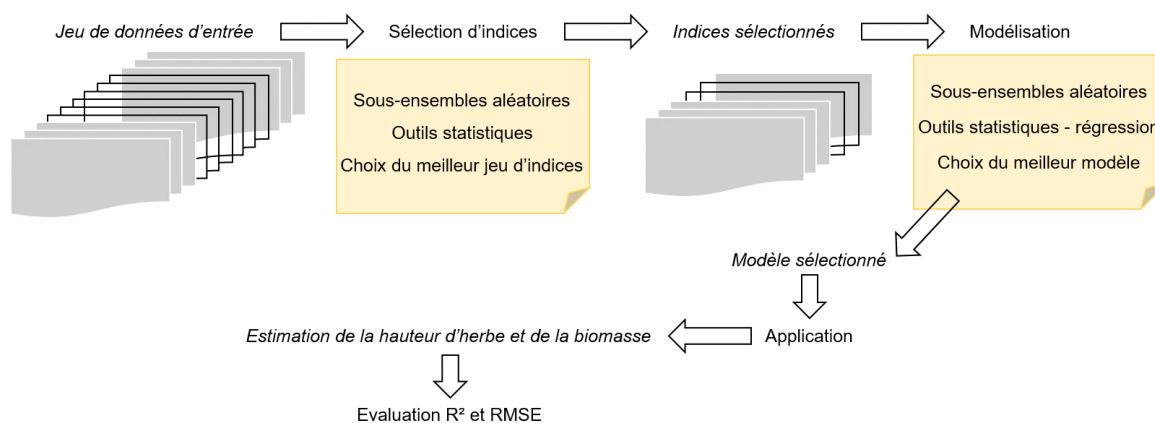 Jeu de données d'entrée
Sélection d'indices
Indices sélectionnés
Modélisation
Sous-ensembles aléatoires
Outils statistiques
Choix du meilleur jeu d'indices
Sous-ensembles aléatoires
Outils statistiques - régression
Choix du meilleur modèle
Modèle sélectionné
Application
Estimation de la hauteur d'herbe et de la biomasse
Evaluation R² et RMSE